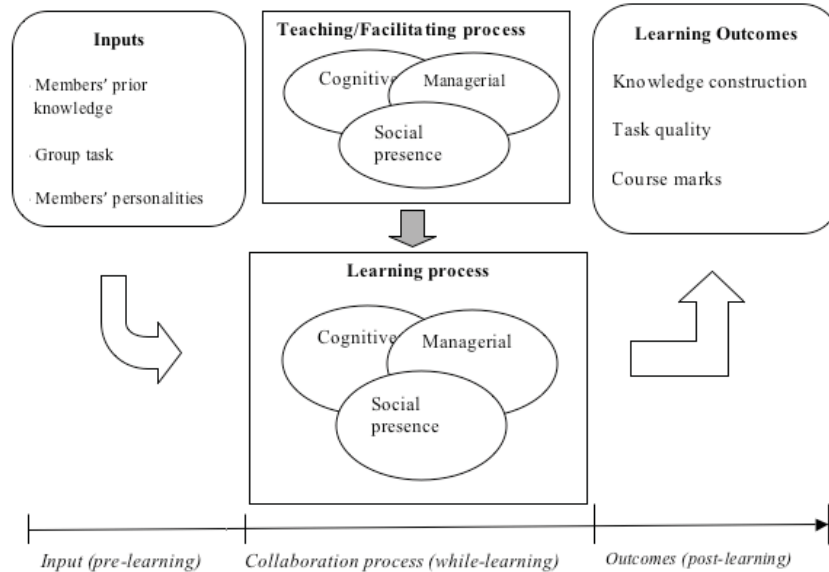 Inputs
· Members’ prior
knowledge
· Group task
· Members’ personalities
Teaching/Facilitating process
Cognitive
Managerial
Social
presence
Learning Outcomes
Knowledge construction
Task quality
Course marks
Learning process
Cognitive
Managerial
Social
presence
Input (pre-learning)
Collaboration process (while-learning)
Outcomes (post-learning)